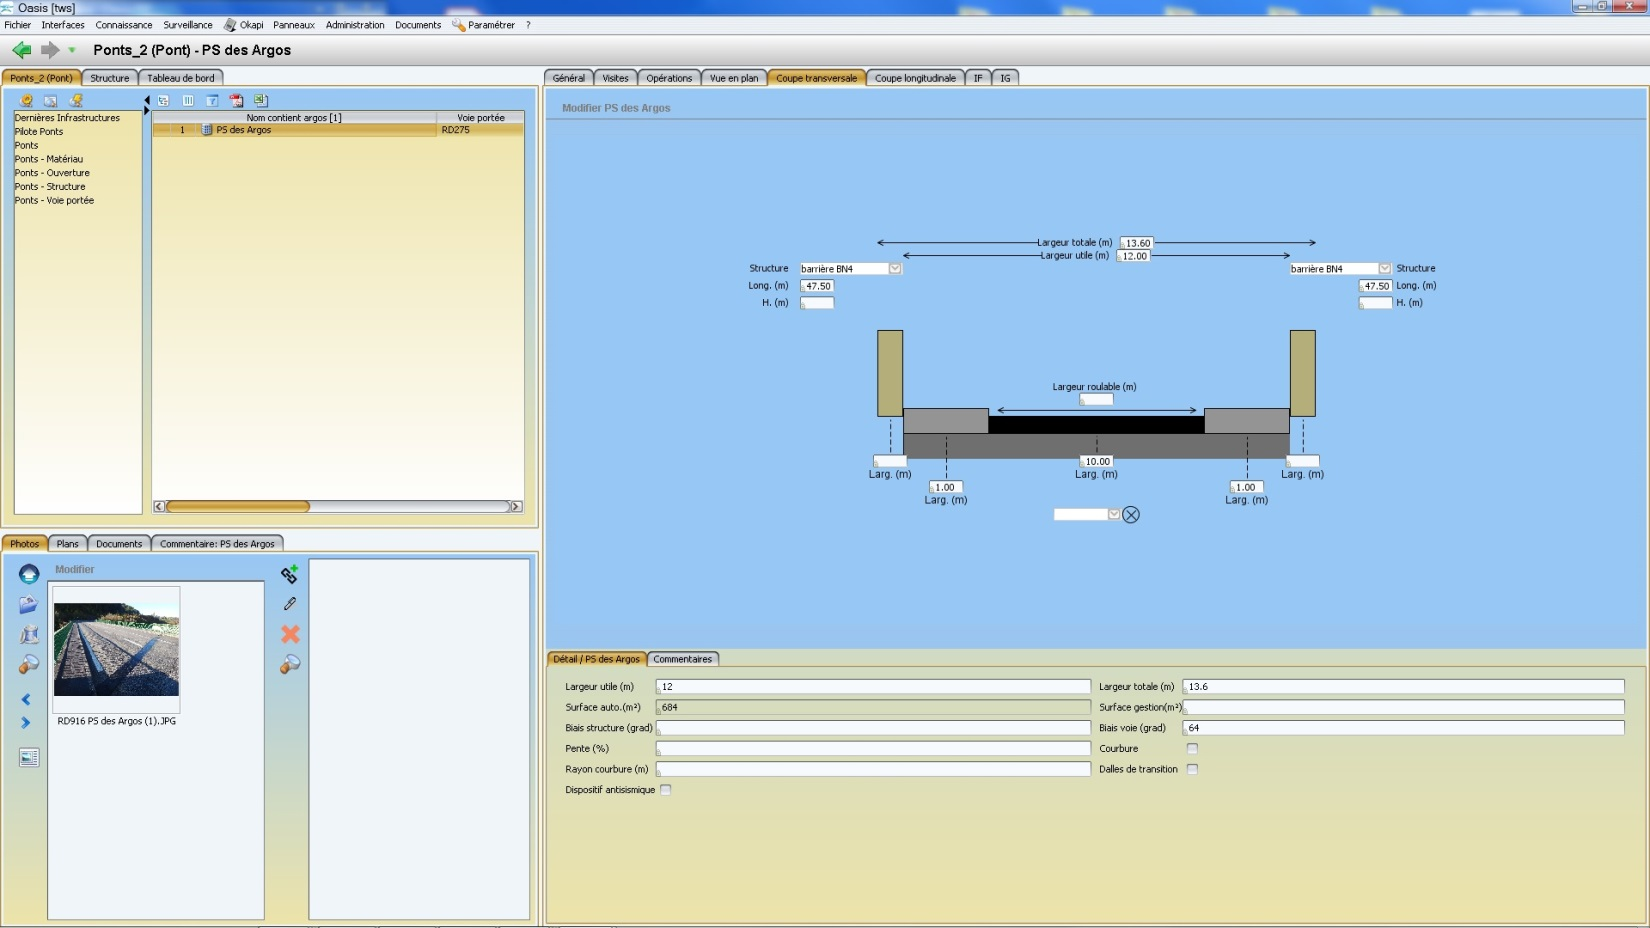 Oasis [tws]
Fichier Interfaces Connaissance Surveillance Okapi Panneaux Administration Documents Paramétrer ?
Ponts_2 (Pont) - PS des Argos
Ponts_2 (Pont) Structure Tableau de bord
Dernières Infrastructures
Pilote Ponts
Ponts
Ponts - Matériau
Ponts - Ouverture
Ponts - Structure
Ponts - Voie portée
Nom contient argos [1] Voie portée
1 PS des Argos RD275
Photos Plans Documents Commentaire: PS des Argos
Modifier
RD916 PS des Argos (1).JPG
Général Visites Opérations Vue en plan Coupe transversale Coupe longitudinale IF IG
Modifier PS des Argos
Largeur totale (m) 13.60
Largeur utile (m) 12.00
Structure barrière BN4 barrière BN4 Structure
Long. (m) 47.50 47.50 Long. (m)
H. (m) H. (m)
Largeur roulable (m)
10.00
Larg. (m) Larg. (m) Larg. (m)
1.00 1.00
Larg. (m) Larg. (m)
Détail / PS des Argos Commentaires
Largeur utile (m) 12 Largeur totale (m) 13.6
Surface auto.(m²) 684 Surface gestion(m²)
Biais structure (grad) Biais voie (grad) 64
Pente (%) Courbure
Rayon courbure (m) Dalles de transition
Dispositif antisismique